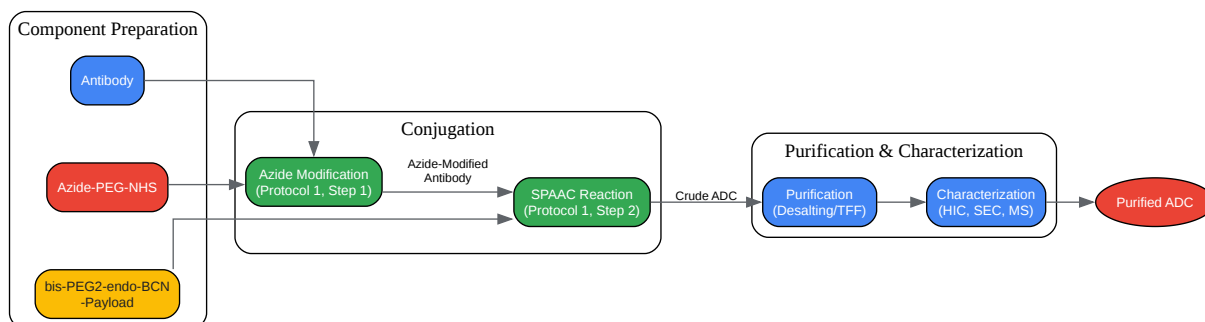 Component Preparation
Antibody
Azide-PEG-NHS
bis-PEG2-endo-BCN
-Payload
Conjugation
Azide Modification
(Protocol 1, Step 1)
Azide-Modified
Antibody
SPAAC Reaction
(Protocol 1, Step 2)
Crude ADC
Purification & Characterization
Purification
(Desalting/TFF)
Characterization
(HIC, SEC, MS)
Purified ADC